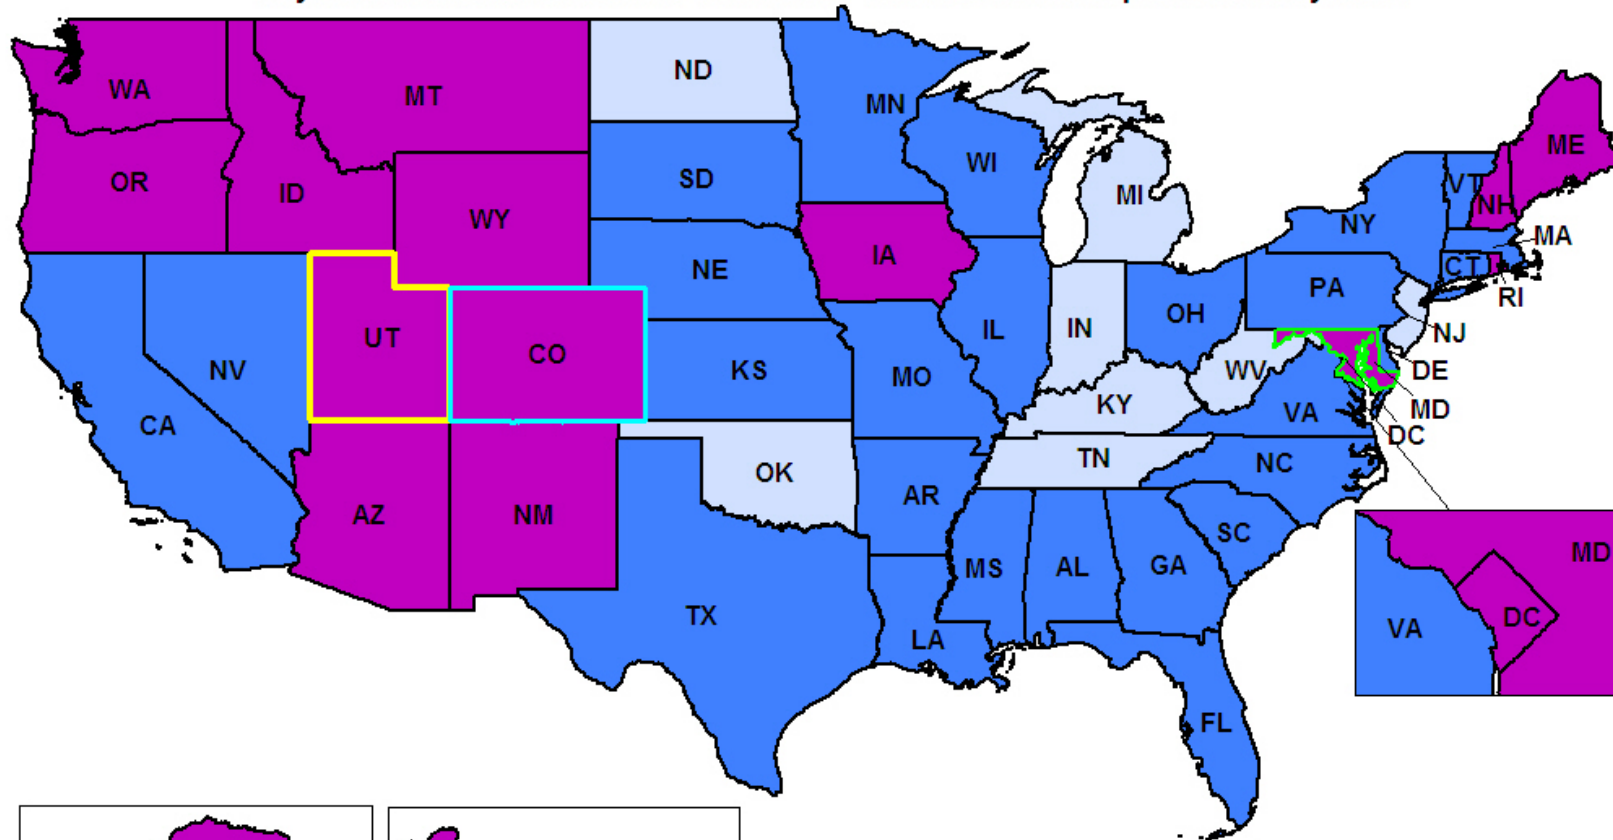 WA
MT
ND
MN
ME
OR
ID
WY
SD
WI
MI
VT
NH
NY
MA
IA
NE
CT
PA
RI
UT
CO
NV
KS
MO
IL
IN
OH
NJ
WV
DE
MD
DC
KY
VA
CA
TN
NC
OK
AR
AZ
NM
SC
MS
AL
GA
TX
LA
FL
MD
DC
VA